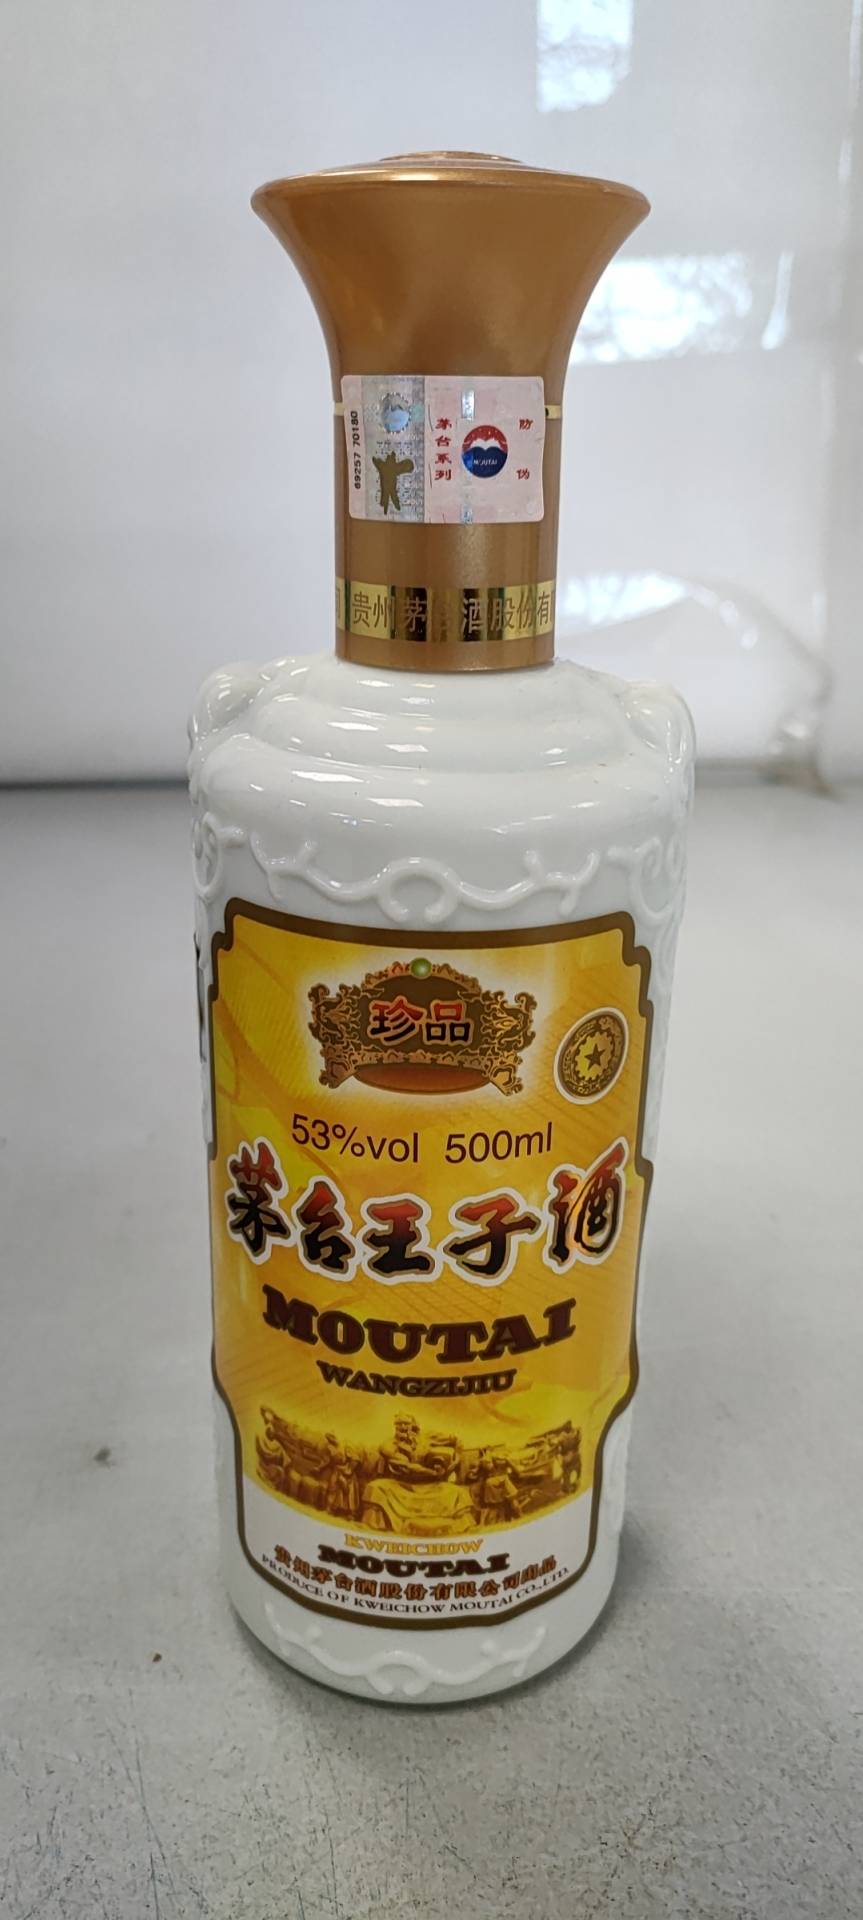 69257 70180
茅台系列
MOUTAI
防伪
贵州茅台酒股份有限
珍品
53%vol 500ml
茅台王子酒
MOUTAI
WANGZIJIU
KWEICHOW
MOUTAI
贵州茅台酒股份有限公司出品
PRODUCE OF KWEICHOW MOUTAI CO.,LTD.